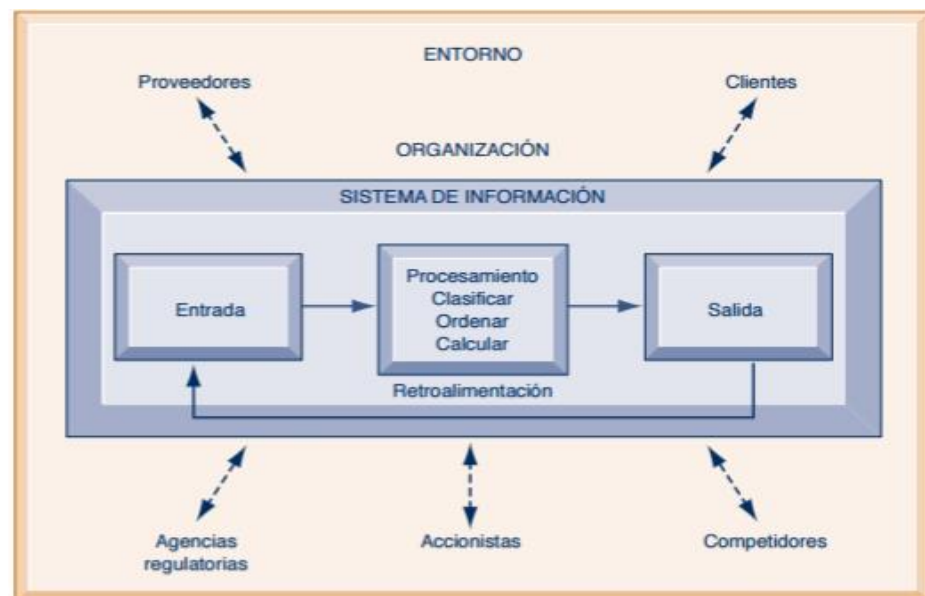 ENTORNO
Proveedores
Clientes
ORGANIZACIÓN
SISTEMA DE INFORMACIÓN
Entrada
Procesamiento
Clasificar
Ordenar
Calcular
Salida
Retroalimentación
Agencias
regulatorias
Accionistas
Competidores